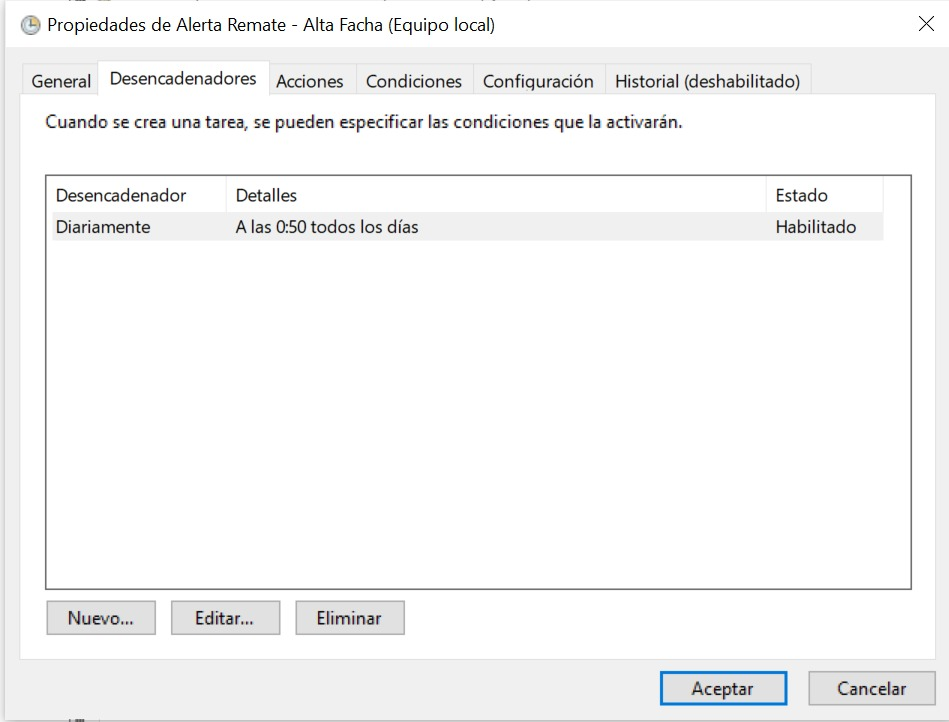 Propiedades de Alerta Remate - Alta Facha (Equipo local)
General Desencadenadores Acciones Condiciones Configuración Historial (deshabilitado)
Cuando se crea una tarea, se pueden especificar las condiciones que la activarán.
Desencadenador Detalles Estado
Diariamente A las 0:50 todos los días Habilitado
Nuevo... Editar... Eliminar
Aceptar Cancelar